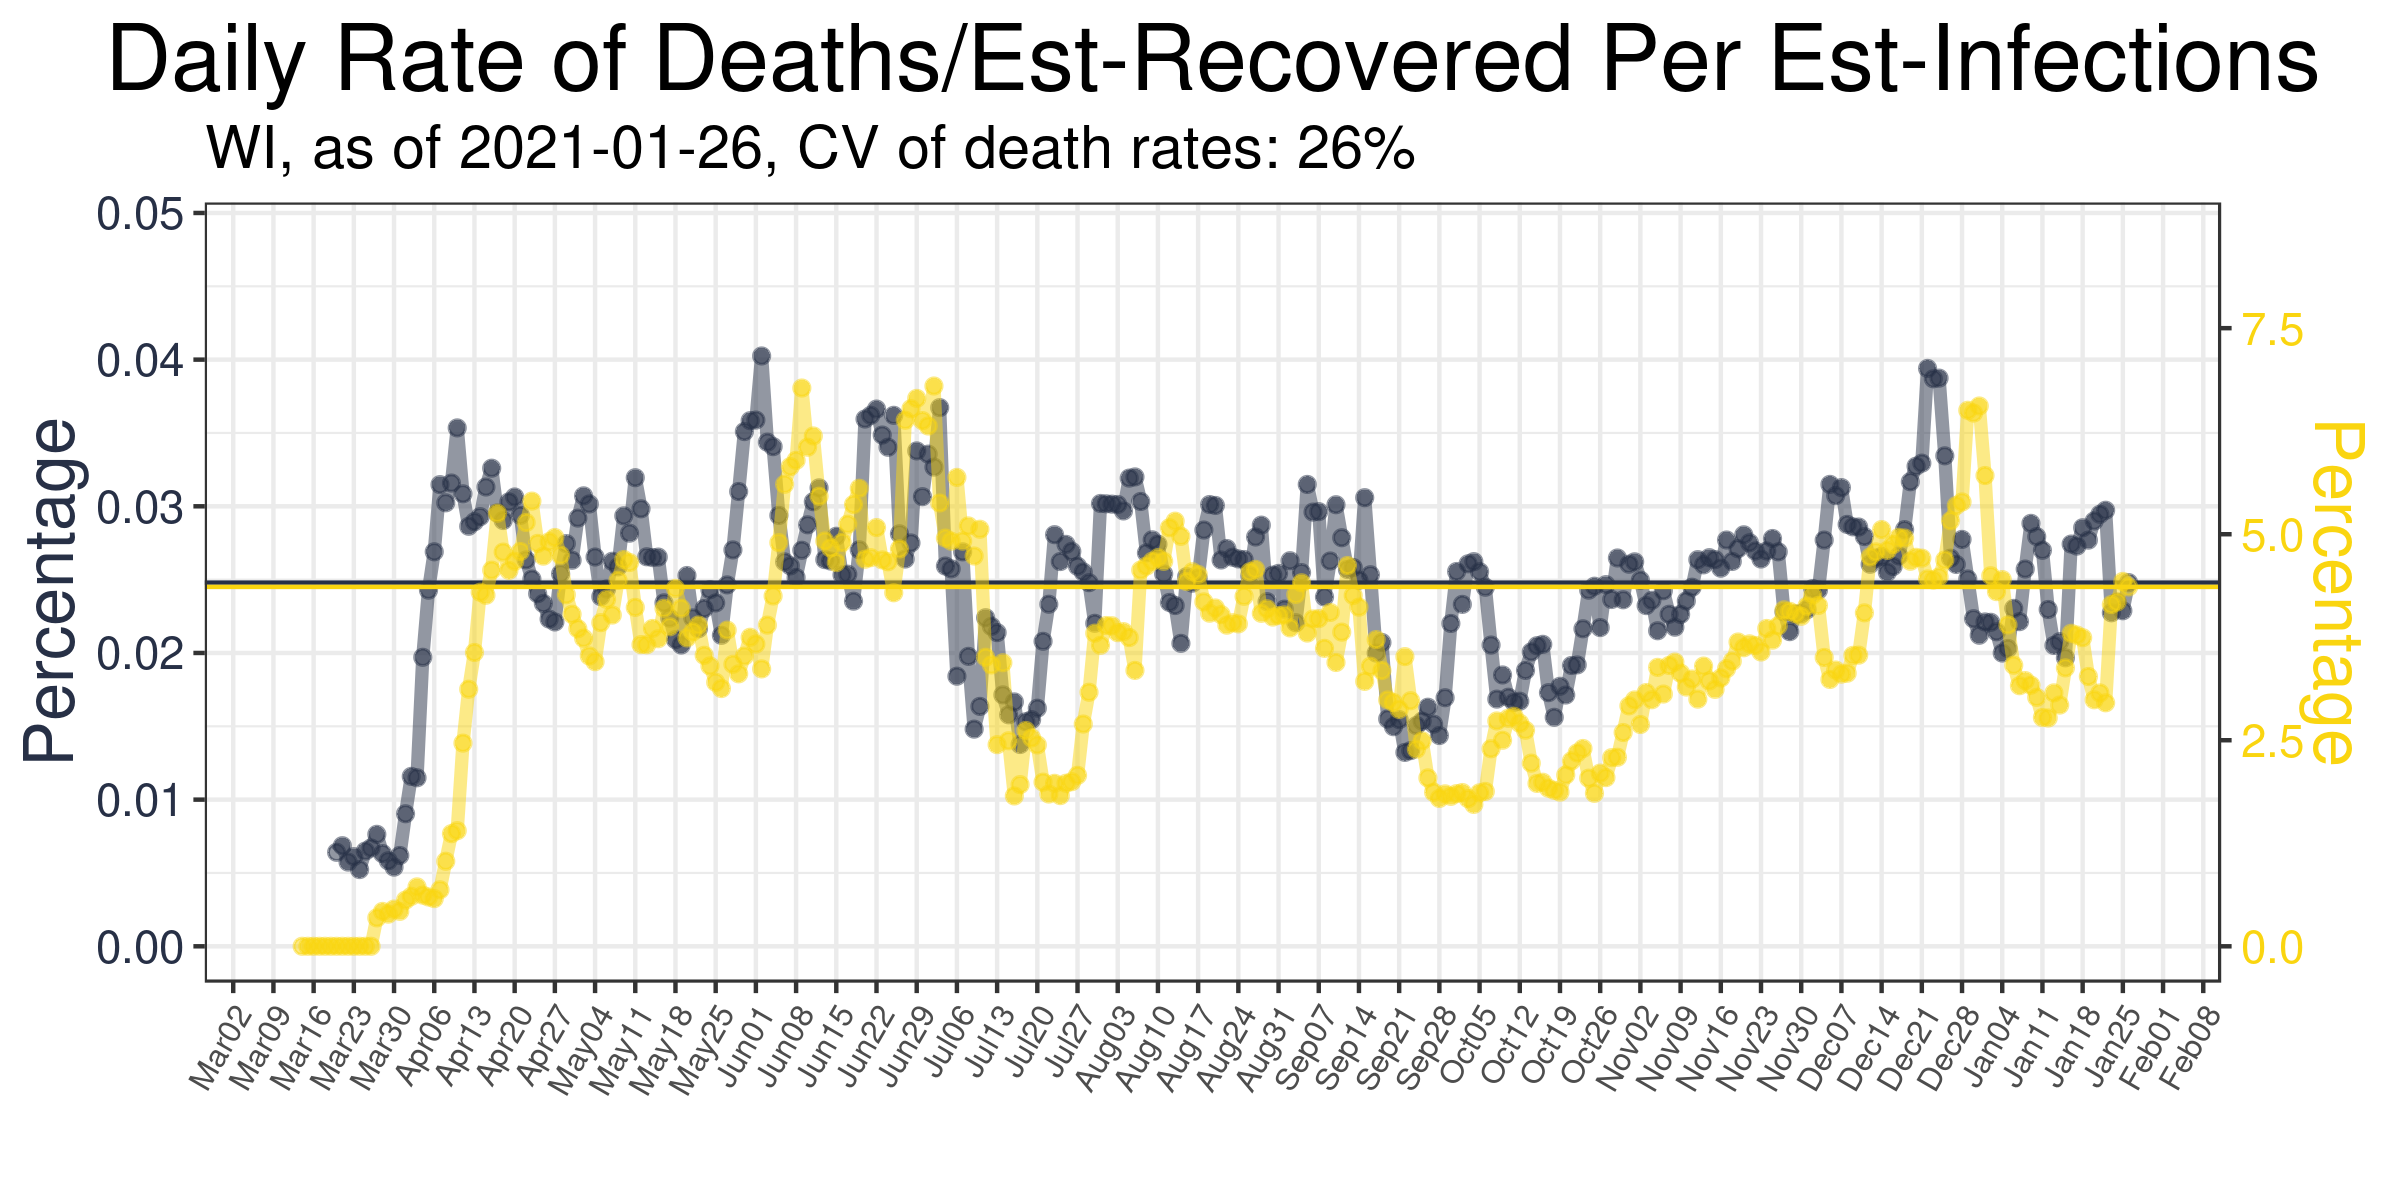 Daily Rate of Deaths/Est-Recovered Per Est-Infections
WI, as of 2021-01-26, CV of death rates: 26%
Percentage
0.05
0.04
0.03
0.02
0.01
0.00
7.5
5.0
2.5
0.0
Percentage
Mar02
Mar09
Mar16
Mar23
Mar30
Apr06
Apr13
Apr20
Apr27
May04
May11
May18
May25
Jun01
Jun08
Jun15
Jun22
Jun29
Jul06
Jul13
Jul20
Jul27
Aug03
Aug10
Aug17
Aug24
Aug31
Sep07
Sep14
Sep21
Sep28
Oct05
Oct12
Oct19
Oct26
Nov02
Nov09
Nov16
Nov23
Nov30
Dec07
Dec14
Dec21
Dec28
Jan04
Jan11
Jan18
Jan25
Feb01
Feb08